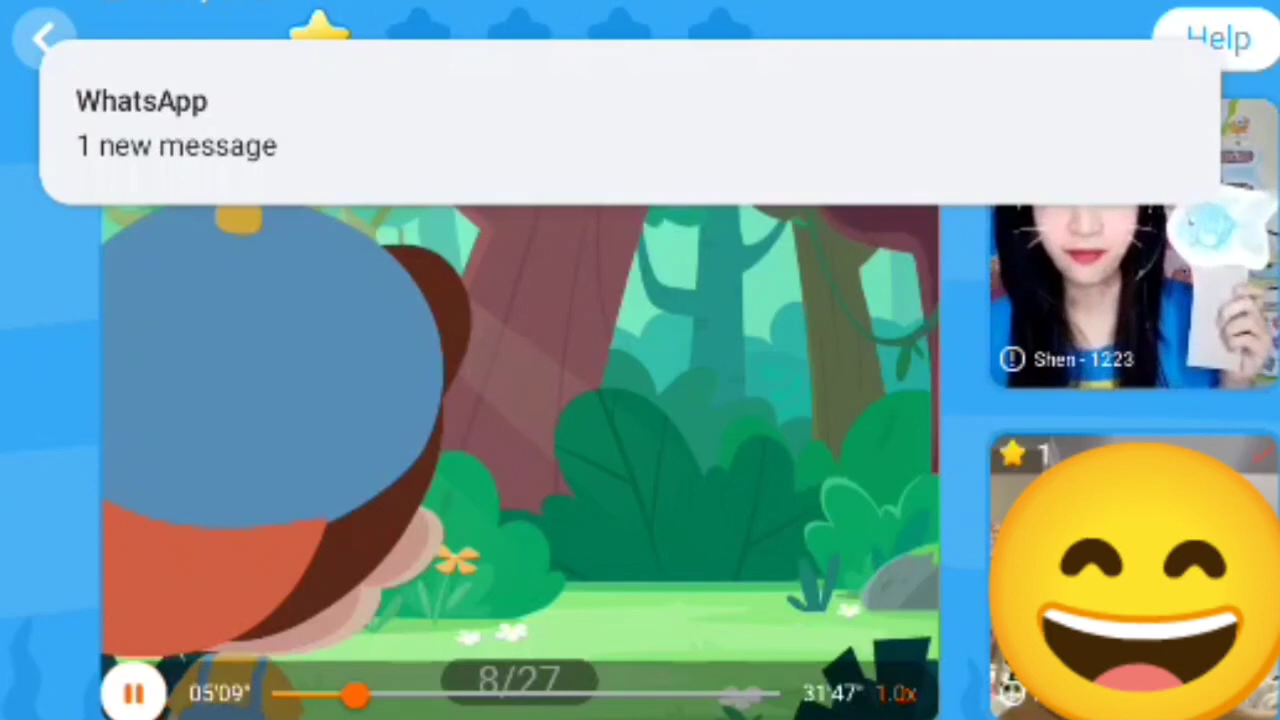 Help
WhatsApp
1 new message
Shen - 1223
1
8/27
05'09"
31'47"
1.0x